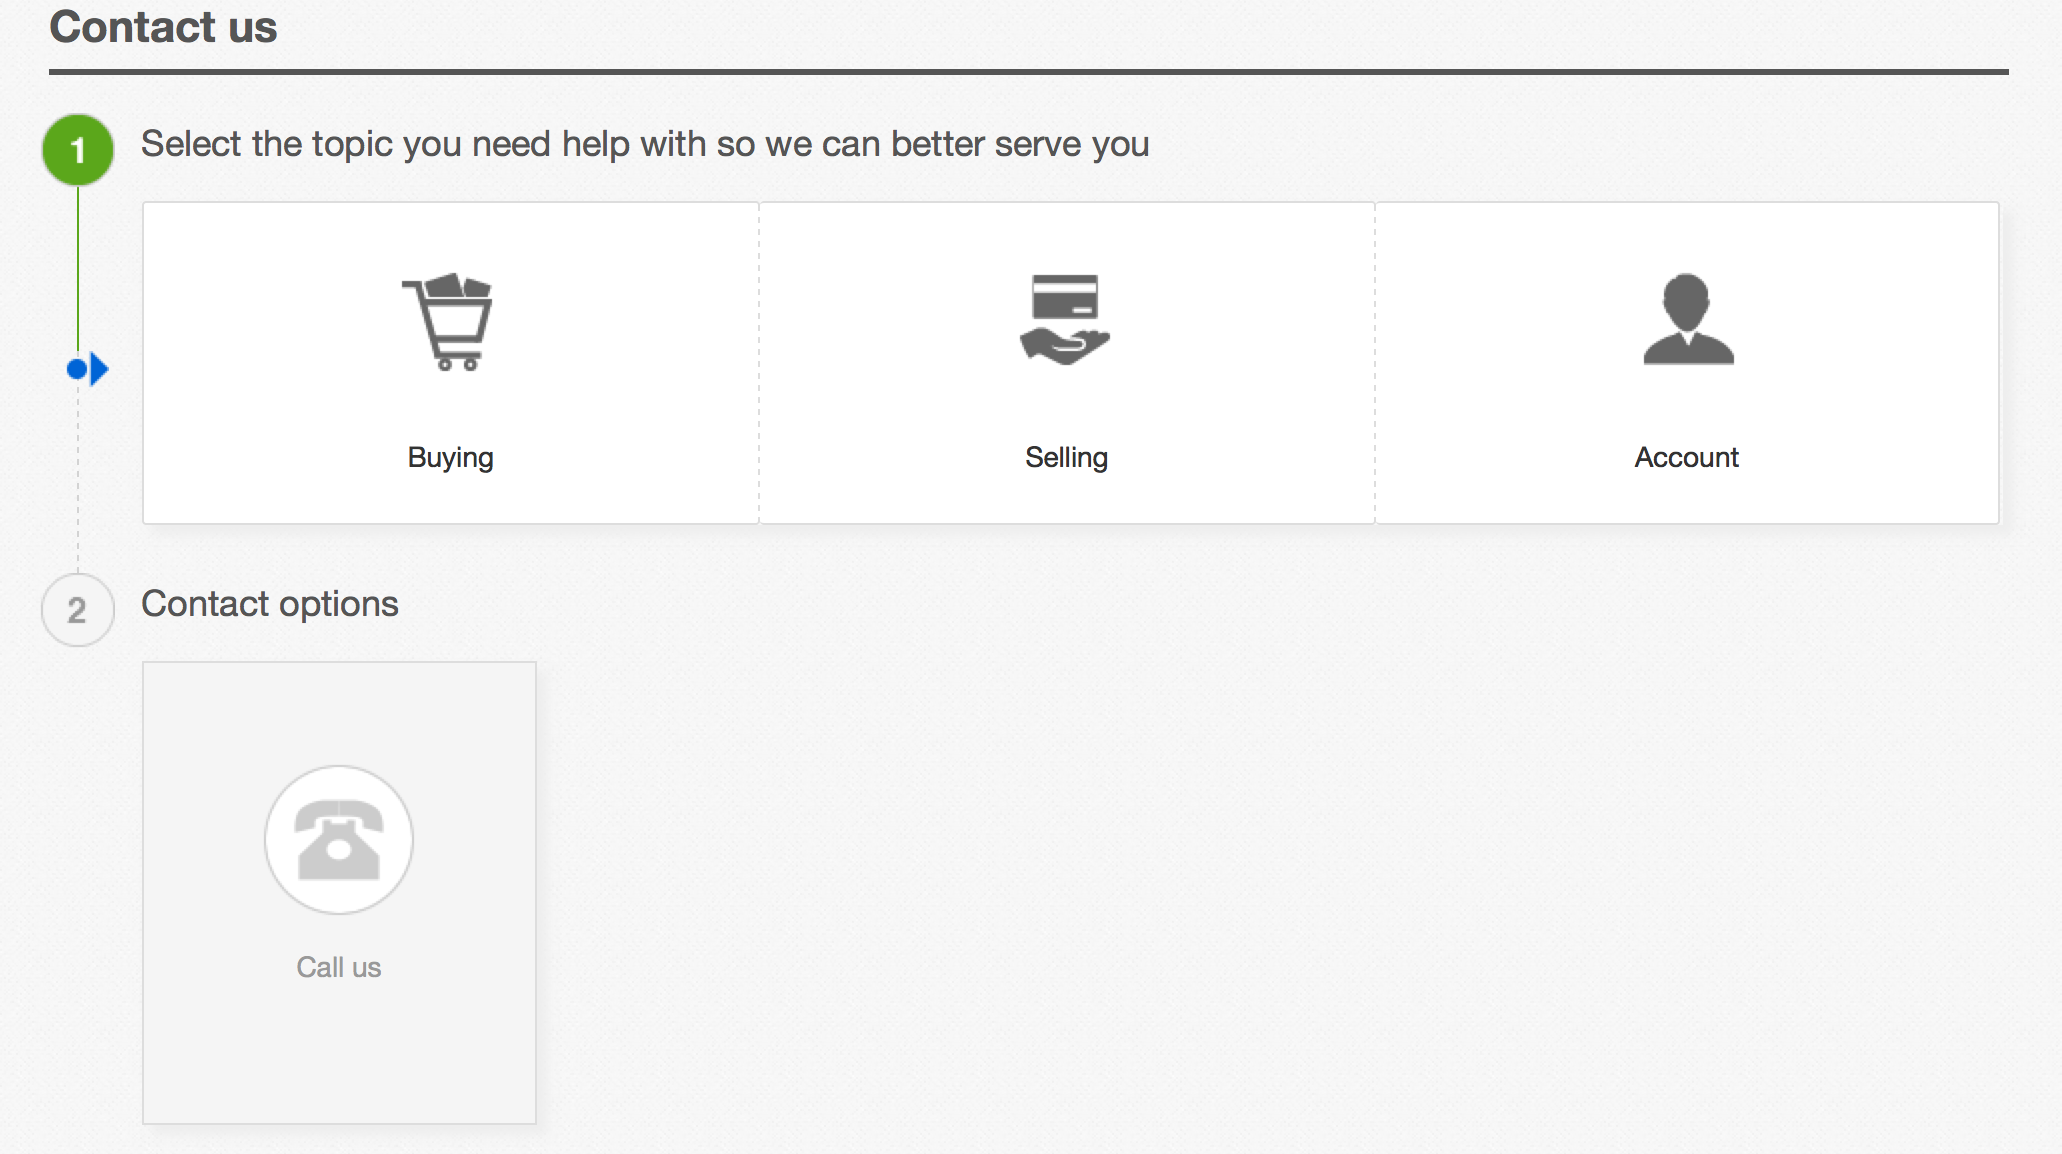 Contact us
1
Select the topic you need help with so we can better serve you
Buying
Selling
Account
2
Contact options
Call us